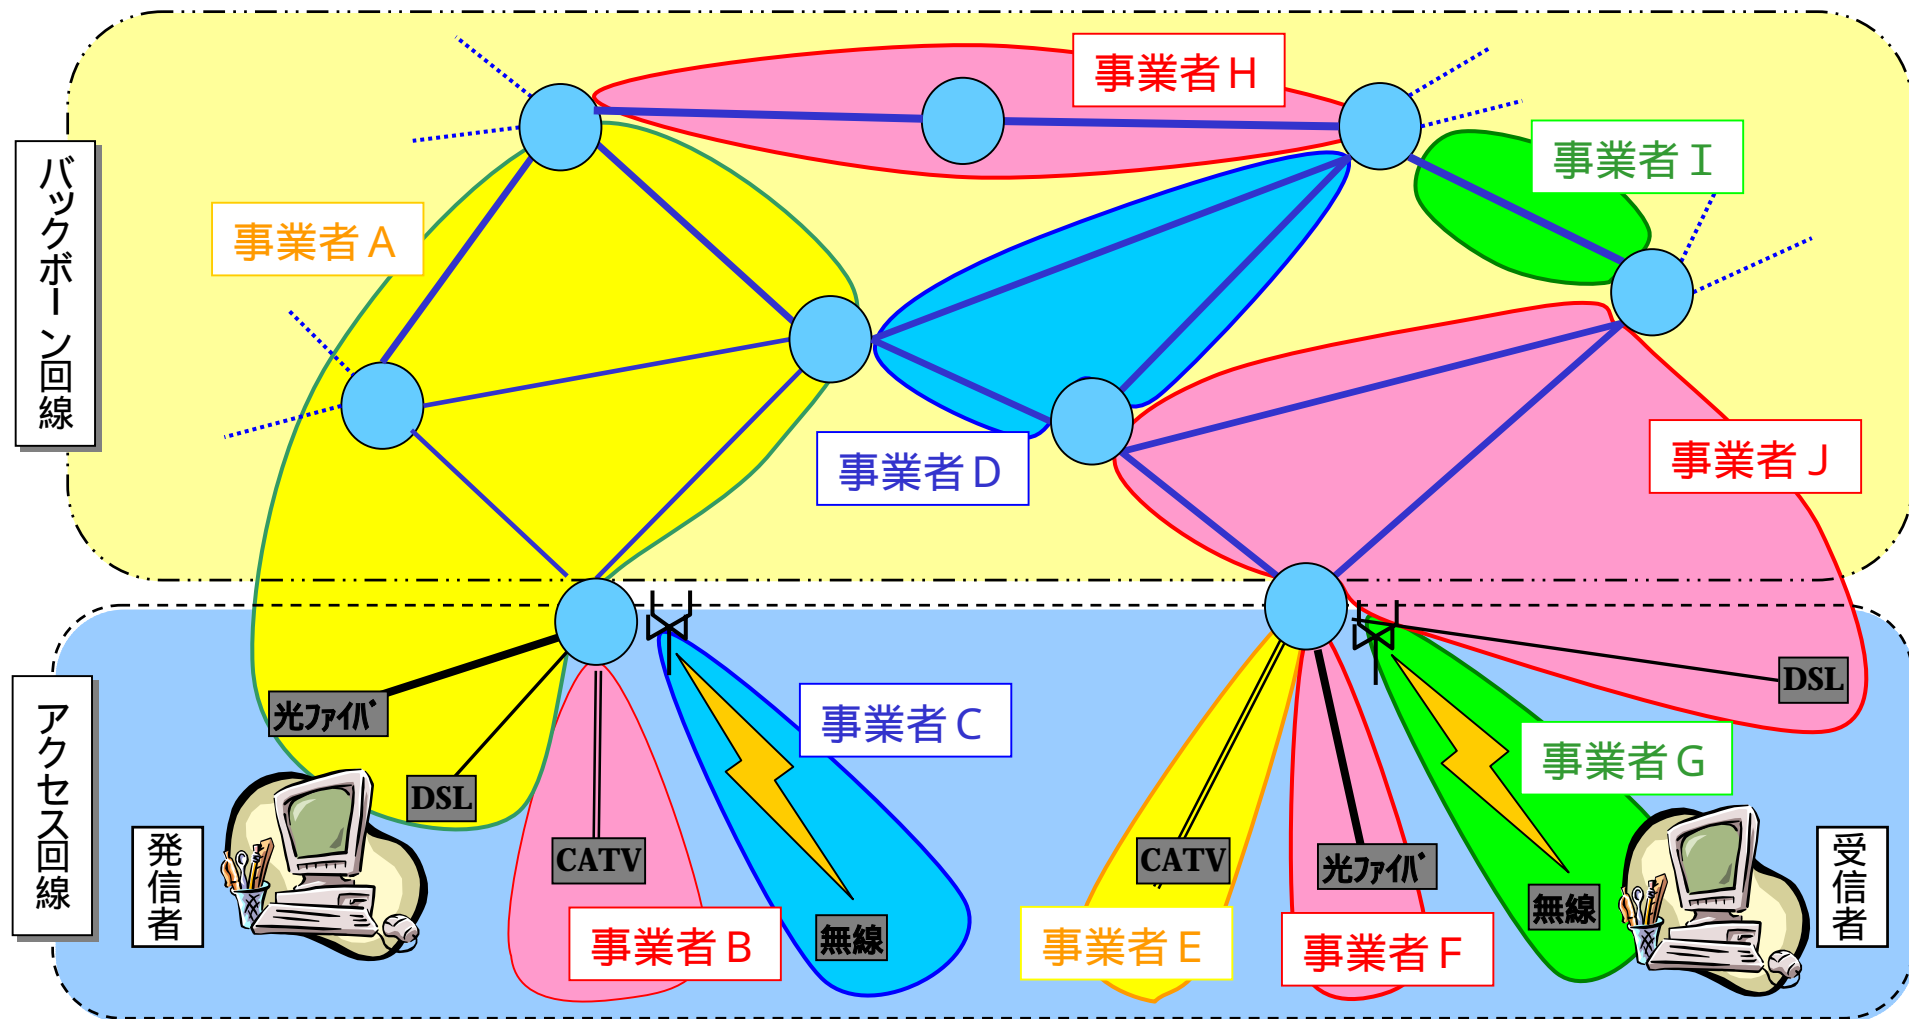 バックボーン回線
事業者H
事業者I
事業者A
事業者D
事業者J
アクセス回線
光ファイバ
DSL
CATV
無線
事業者C
事業者B
発信者
CATV
光ファイバ
DSL
無線
事業者G
事業者E
事業者F
受信者